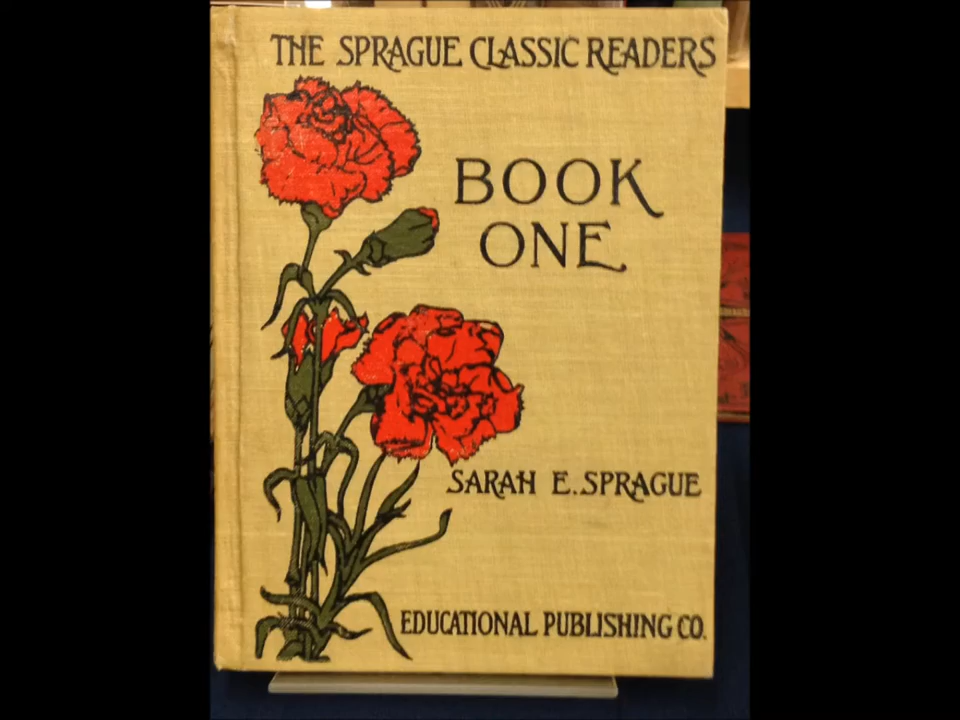 THE SPRAGUE CLASSIC READERS
BOOK
ONE
SARAH E. SPRAGUE
EDUCATIONAL PUBLISHING CO.